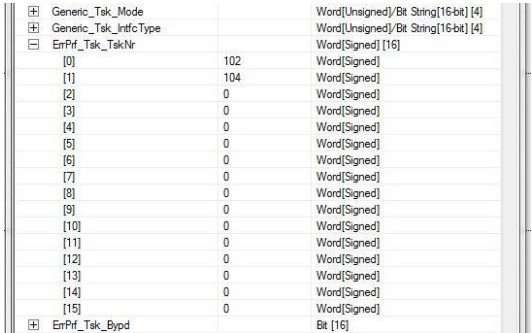 Generic_Tsk_Mode Word[Unsigned]/Bit String[16-bit] [4]
Generic_Tsk_IntfcType Word[Unsigned]/Bit String[16-bit] [4]
ErrPrf_Tsk_TskNr Word[Signed] [16]
[0] 102 Word[Signed]
[1] 104 Word[Signed]
[2] 0 Word[Signed]
[3] 0 Word[Signed]
[4] 0 Word[Signed]
[5] 0 Word[Signed]
[6] 0 Word[Signed]
[7] 0 Word[Signed]
[8] 0 Word[Signed]
[9] 0 Word[Signed]
[10] 0 Word[Signed]
[11] 0 Word[Signed]
[12] 0 Word[Signed]
[13] 0 Word[Signed]
[14] 0 Word[Signed]
[15] 0 Word[Signed]
ErrPrf_Tsk_Bypd Bit [16]